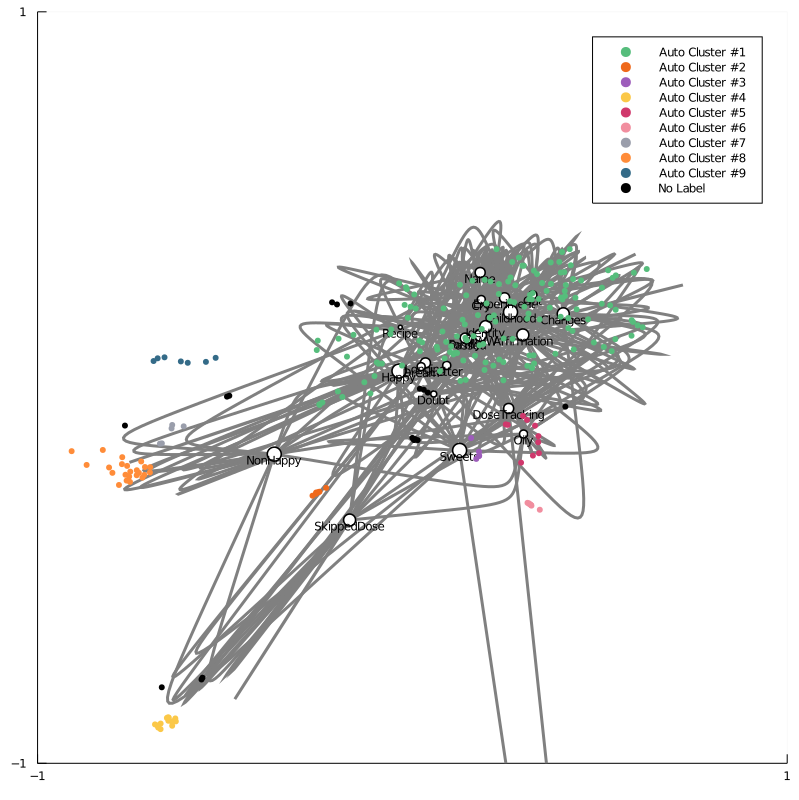 1
Auto Cluster #1
Auto Cluster #2
Auto Cluster #3
Auto Cluster #4
Auto Cluster #5
Auto Cluster #6
Auto Cluster #7
Auto Cluster #8
Auto Cluster #9
No Label
Name
Changes
Childhood
Recipe
Identity
Affirmation
Happy
Doubt
DoseTracking
Oily
Sweets
NonHappy
SkippedDose
-1
-1
1